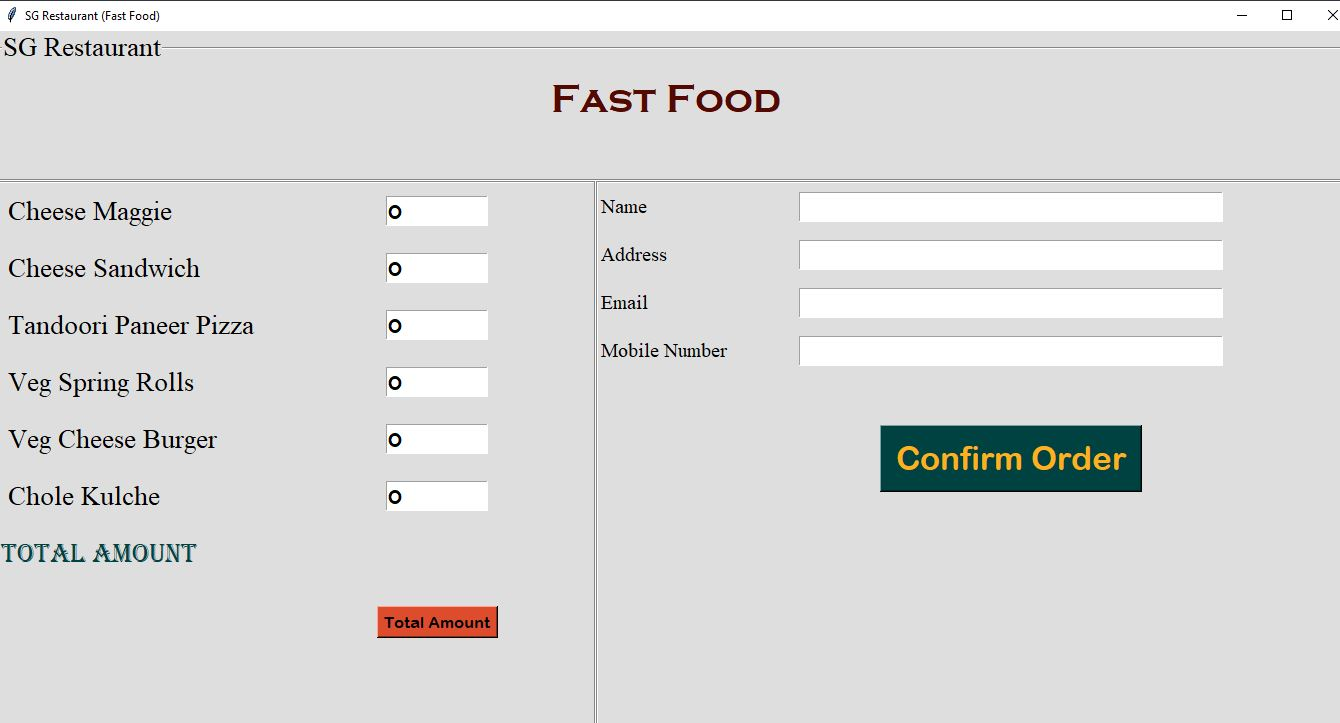 SG Restaurant (Fast Food)
SG Restaurant
Fast Food
Cheese Maggie 0
Cheese Sandwich 0
Tandoori Paneer Pizza 0
Veg Spring Rolls 0
Veg Cheese Burger 0
Chole Kulche 0
TOTAL AMOUNT
Total Amount
Name
Address
Email
Mobile Number
Confirm Order